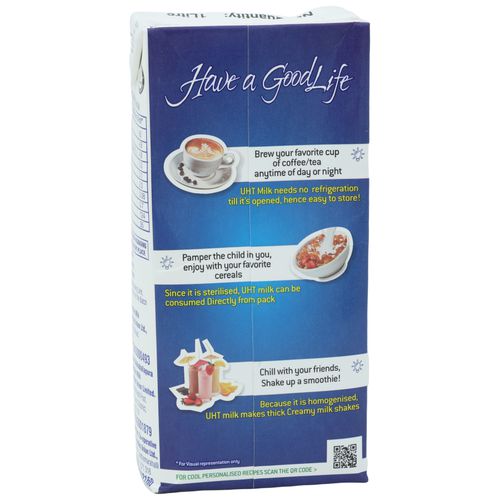 Quantity: 1Litre
Have a GoodLife
Brew your favorite cup
of coffee/tea
anytime of day or night
UHT Milk needs no refrigeration
till it's opened, hence easy to store!
Pamper the child in you,
enjoy with your favorite
cereals
Since it is sterilised, UHT milk can be
consumed Directly from pack
Chill with your friends,
Shake up a smoothie!
Because it is homogenised,
UHT milk makes thick Creamy milk shakes
* For Visual representation only
FOR COOL PERSONALISED RECIPES SCAN THE QR CODE >